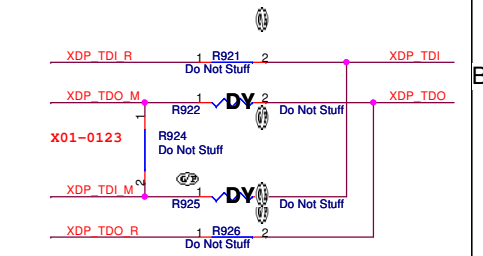 XDP_TDI_R 1 R921 2 XDP_TDI
Do Not Stuff
B
XDP_TDO_M 1 DY 2 XDP_TDO
R922 Do Not Stuff
1
X01-0123 R924
Do Not Stuff
2
G/P
XDP_TDI_M 1 DY
R925 Do Not Stuff
XDP_TDO_R 1 R926 2
Do Not Stuff